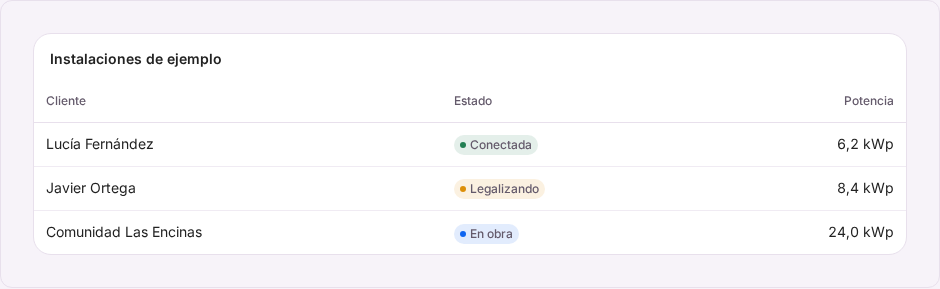 Instalaciones de ejemplo
Cliente Estado Potencia
Lucía Fernández Conectada 6,2 kWp
Javier Ortega Legalizando 8,4 kWp
Comunidad Las Encinas En obra 24,0 kWp